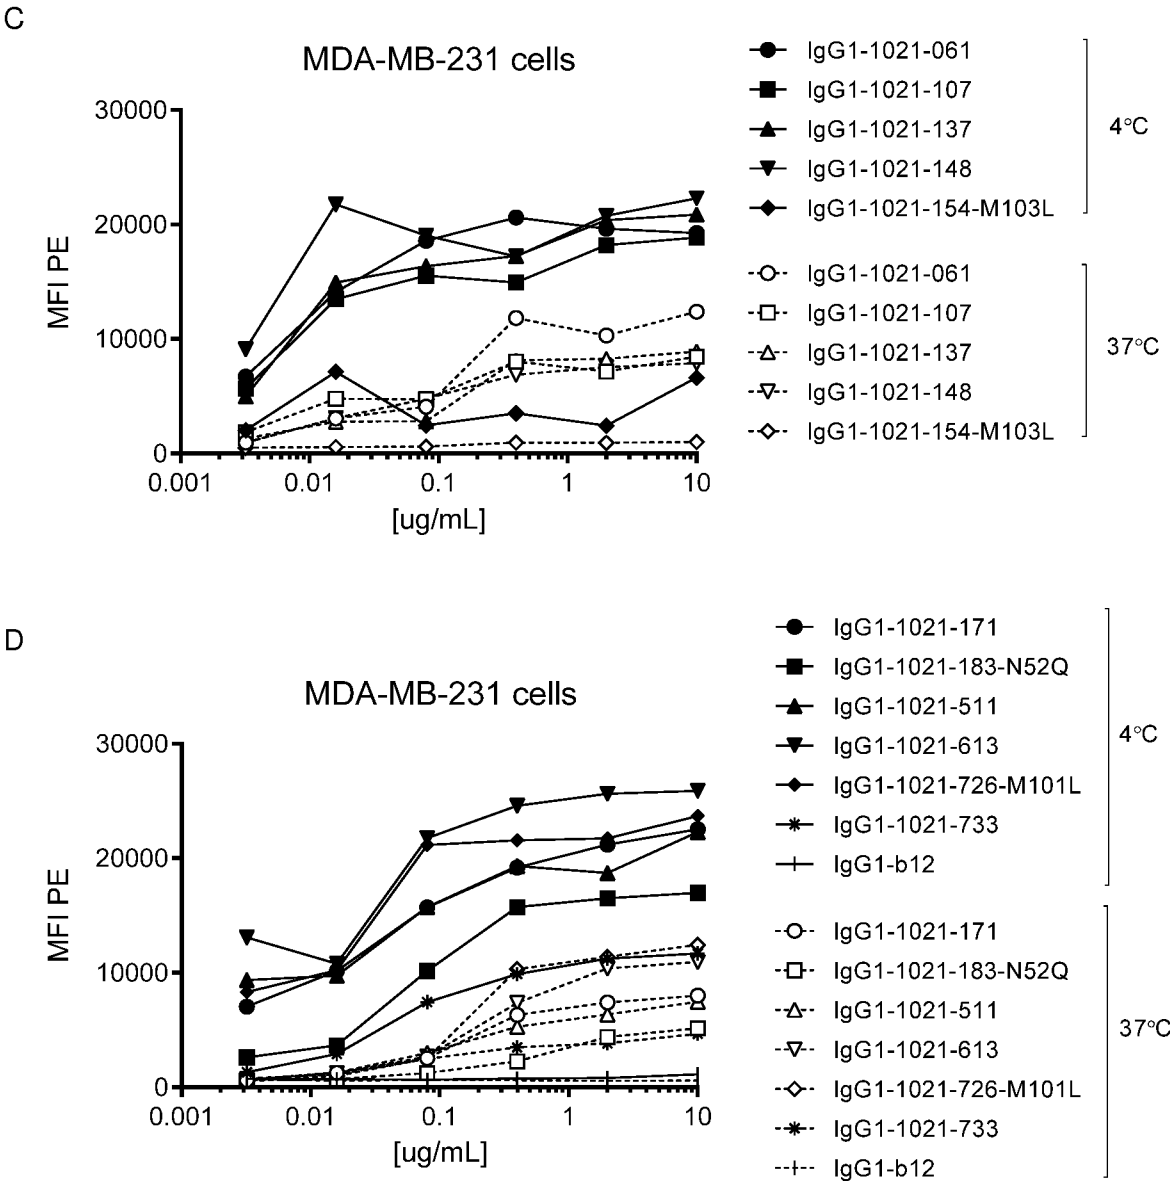 C
MDA-MB-231 cells
30000
20000
10000
0
MFI PE
0.001 0.01 0.1 1 10
[ug/mL]
IgG1-1021-061
IgG1-1021-107
IgG1-1021-137
IgG1-1021-148
IgG1-1021-154-M103L
4°C
IgG1-1021-061
IgG1-1021-107
IgG1-1021-137
IgG1-1021-148
IgG1-1021-154-M103L
37°C
D
MDA-MB-231 cells
30000
20000
10000
0
MFI PE
0.001 0.01 0.1 1 10
[ug/mL]
IgG1-1021-171
IgG1-1021-183-N52Q
IgG1-1021-511
IgG1-1021-613
IgG1-1021-726-M101L
IgG1-1021-733
IgG1-b12
4°C
IgG1-1021-171
IgG1-1021-183-N52Q
IgG1-1021-511
IgG1-1021-613
IgG1-1021-726-M101L
IgG1-1021-733
IgG1-b12
37°C